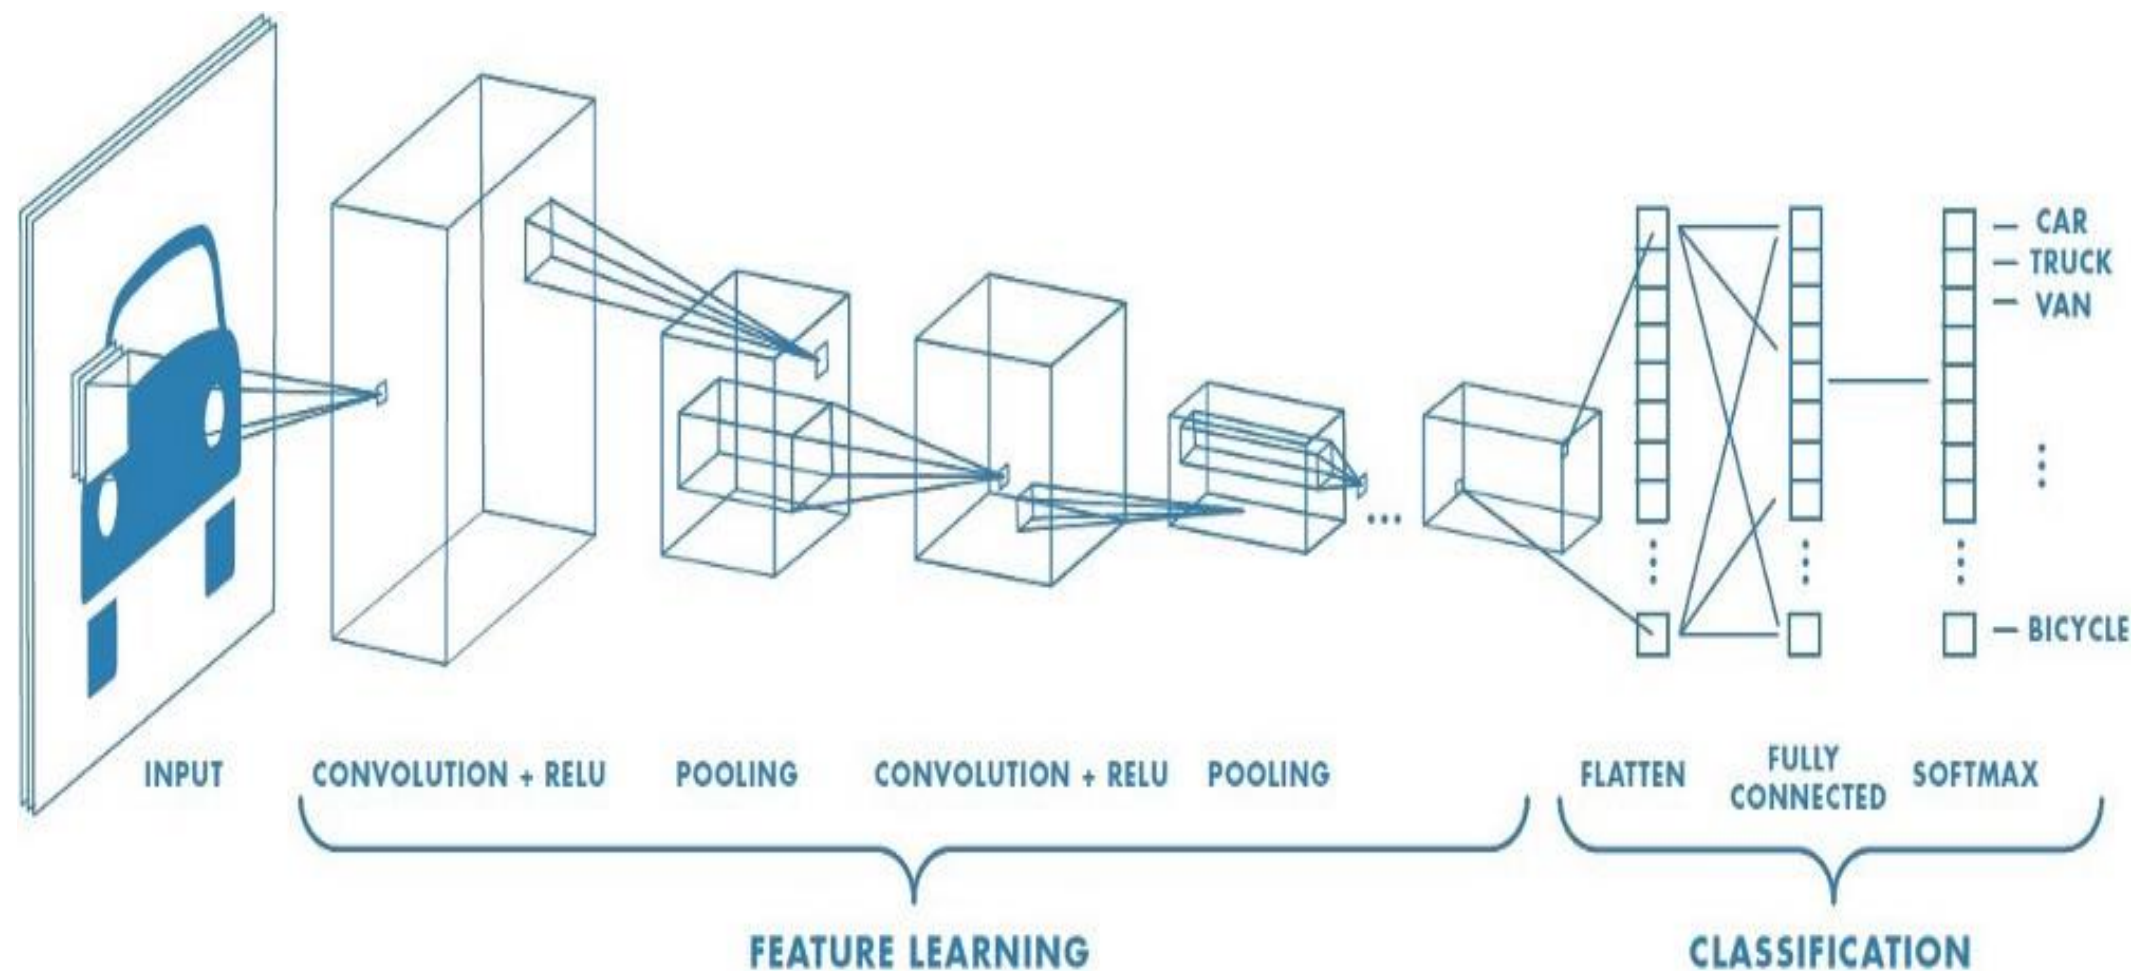 CAR
TRUCK
VAN
BICYCLE
INPUT
CONVOLUTION + RELU
POOLING
CONVOLUTION + RELU
POOLING
FLATTEN
FULLY
CONNECTED
SOFTMAX
FEATURE LEARNING
CLASSIFICATION